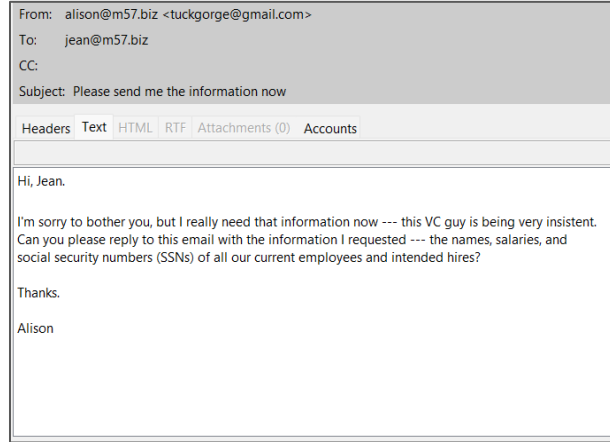 From: alison@m57.biz <tuckgorge@gmail.com>
To: jean@m57.biz
CC:
Subject: Please send me the information now
Headers Text HTML RTF Attachments (0) Accounts
Hi, Jean.
I'm sorry to bother you, but I really need that information now --- this VC guy is being very insistent.
Can you please reply to this email with the information I requested --- the names, salaries, and
social security numbers (SSNs) of all our current employees and intended hires?
Thanks.
Alison